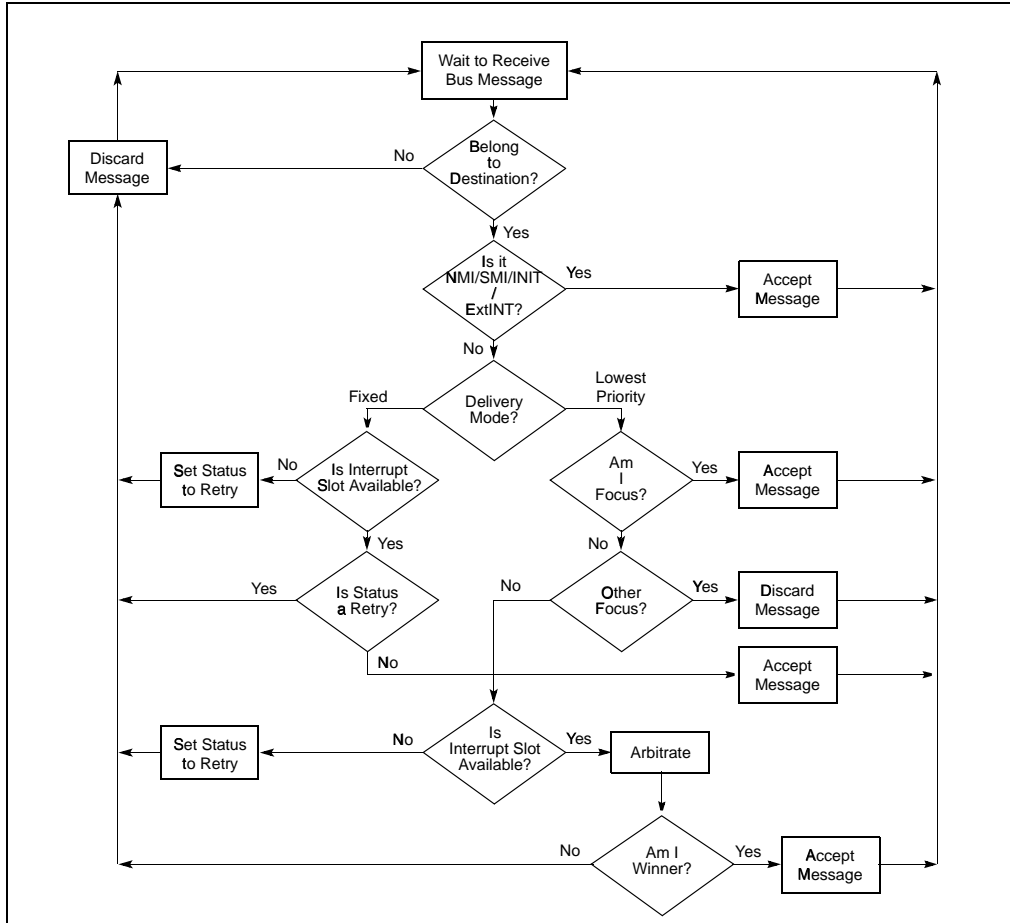 Wait to Receive
Bus Message
No
Belong
to
Destination?
Discard
Message
Yes
Is it
NMI/SMI/INIT
/
ExtINT?
Yes
Accept
Message
No
Fixed
Delivery
Mode?
Lowest
Priority
Set Status
to Retry
No
Is Interrupt
Slot Available?
Am
I
Focus?
Yes
Accept
Message
Yes
No
Yes
Is Status
a Retry?
No
Other
Focus?
Yes
Discard
Message
No
Accept
Message
Set Status
to Retry
No
Is
Interrupt Slot
Available?
Yes
Arbitrate
No
Am I
Winner?
Yes
Accept
Message